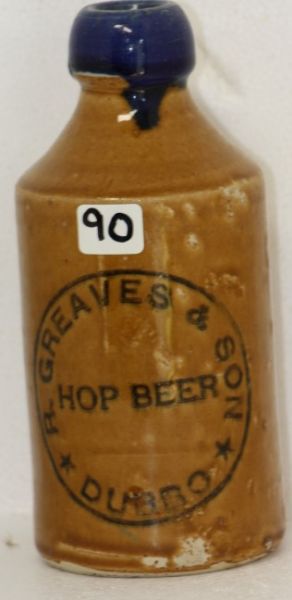 90
R. GREAVES & SON
HOP BEER
★ DUBBO ★